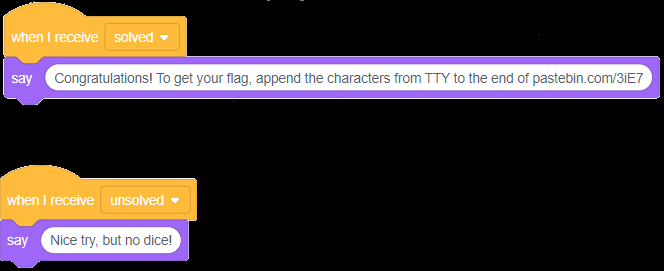 when I receive solved
say Congratulations! To get your flag, append the characters from TTY to the end of pastebin.com/3iE7
when I receive unsolved
say Nice try, but no dice!